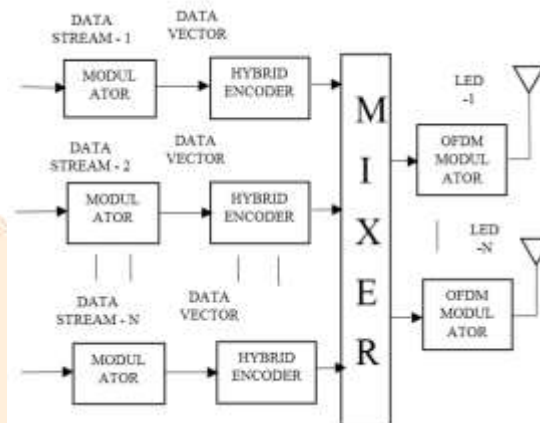 DATA
STREAM - 1
DATA
VECTOR
MODUL
ATOR
HYBRID
ENCODER
DATA
STREAM - 2
DATA
VECTOR
MODUL
ATOR
HYBRID
ENCODER
DATA
STREAM - N
DATA
VECTOR
MODUL
ATOR
HYBRID
ENCODER
M
I
X
E
R
LED
-1
OFDM
MODUL
ATOR
LED
-N
OFDM
MODUL
ATOR